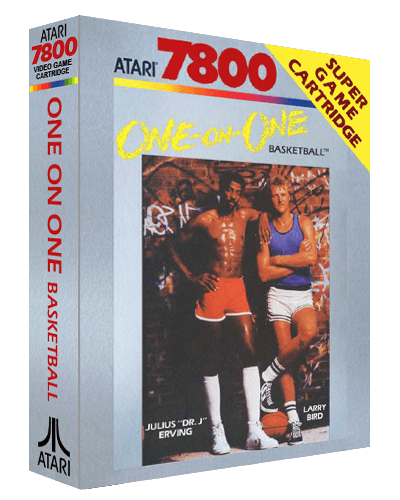 ATARI
7800
VIDEO GAME
CARTRIDGE
ONE ON ONE BASKETBALL
ATARI
ATARI® 7800
SUPER
GAME
CARTRIDGE
ONE-ON-ONE
BASKETBALL™
JULIUS "DR. J"
ERVING
LARRY
BIRD